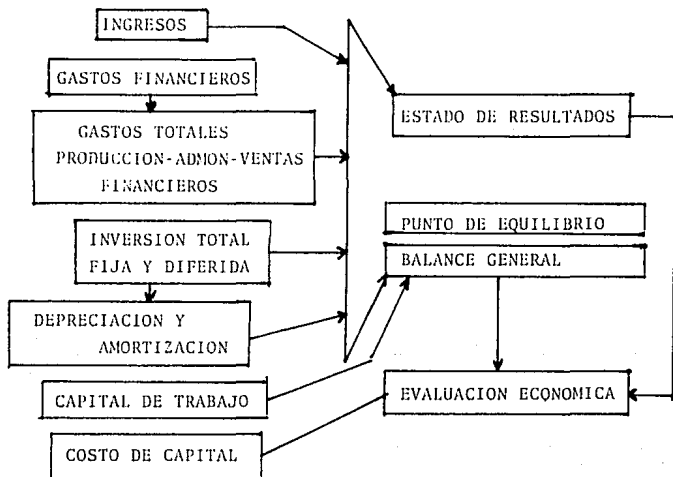 INGRESOS
GASTOS FINANCIEROS
GASTOS TOTALES
PRODUCCION-ADMON-VENTAS
FINANCIEROS
INVERSION TOTAL
FIJA Y DIFERIDA
DEPRECIACION Y
AMORTIZACION
CAPITAL DE TRABAJO
COSTO DE CAPITAL
ESTADO DE RESULTADOS
PUNTO DE EQUILIBRIO
BALANCE GENERAL
EVALUACION ECONOMICA